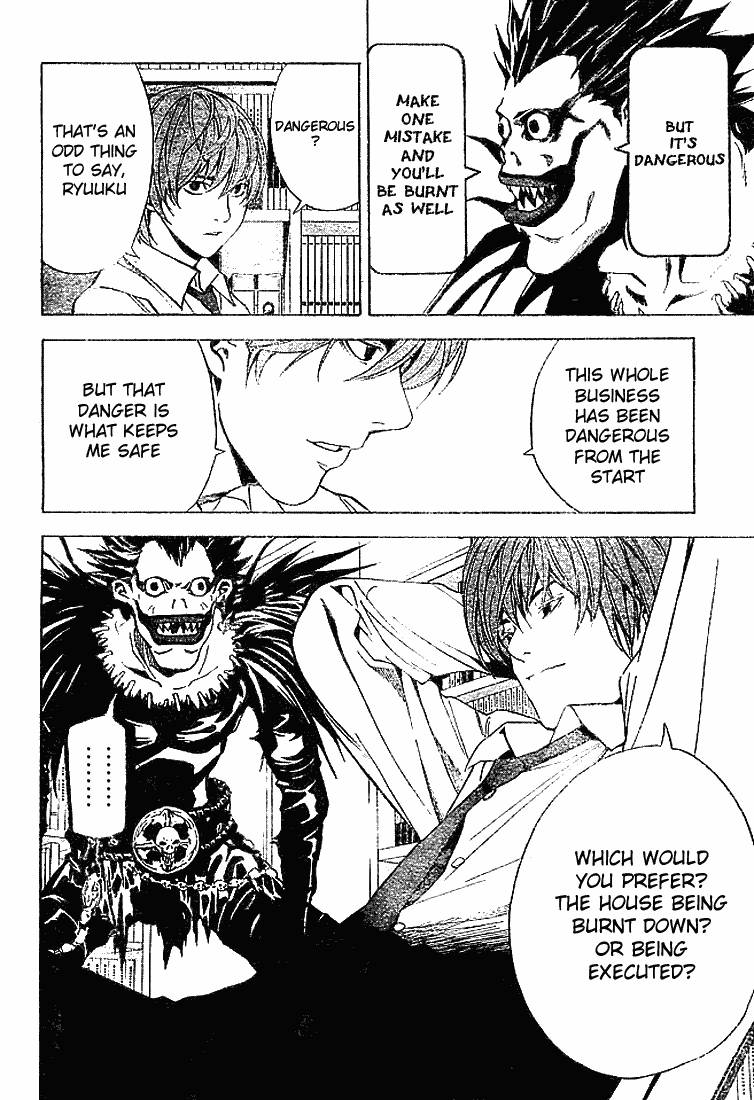 BUT
IT'S
DANGEROUS
MAKE
ONE
MISTAKE
AND
YOU'LL
BE BURNT
AS WELL
DANGEROUS
?
THAT'S AN
ODD THING
TO SAY,
RYUUKU
THIS WHOLE
BUSINESS
HAS BEEN
DANGEROUS
FROM THE
START
BUT THAT
DANGER IS
WHAT KEEPS
ME SAFE
......
......
WHICH WOULD
YOU PREFER?
THE HOUSE BEING
BURNT DOWN?
OR BEING
EXECUTED?